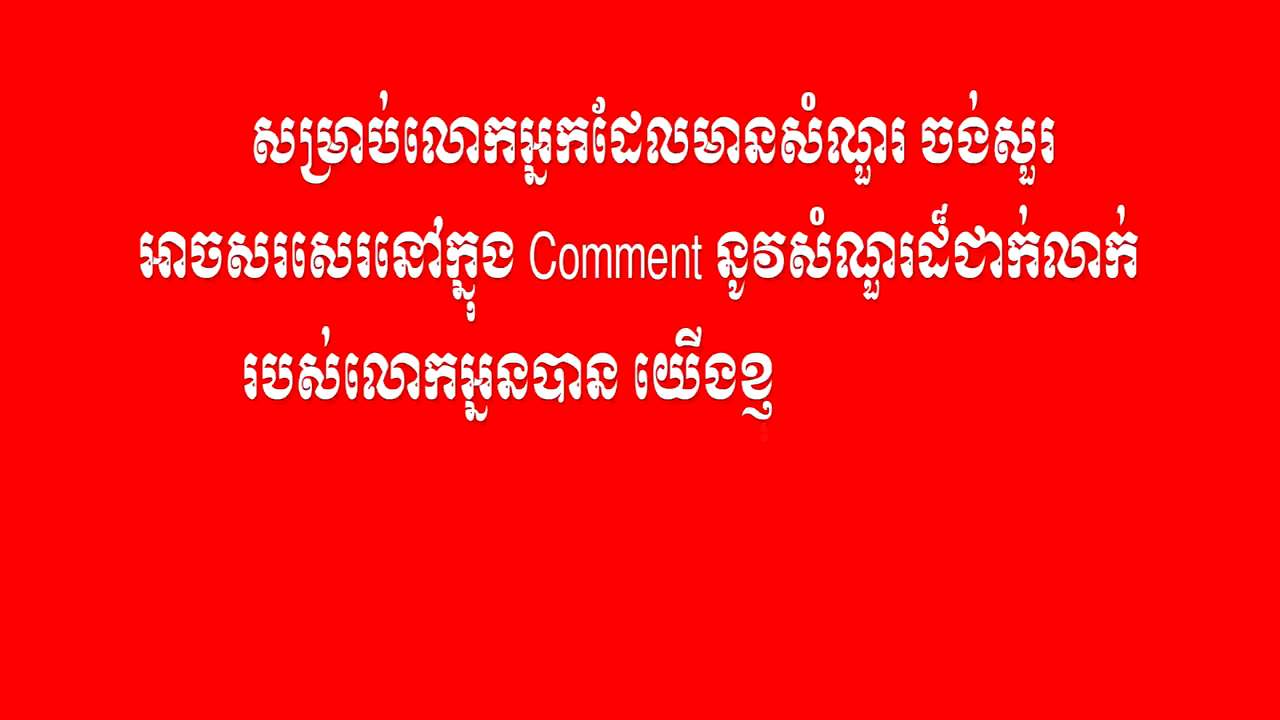 សម្រាប់លោកអ្នកដែលមានសំណួរ ចង់សួរ
អាចសរសេរនៅក្នុង Comment នូវសំណួរដ៏ជាក់លាក់
របស់លោកអ្ននបាន យើងខ្ញុ